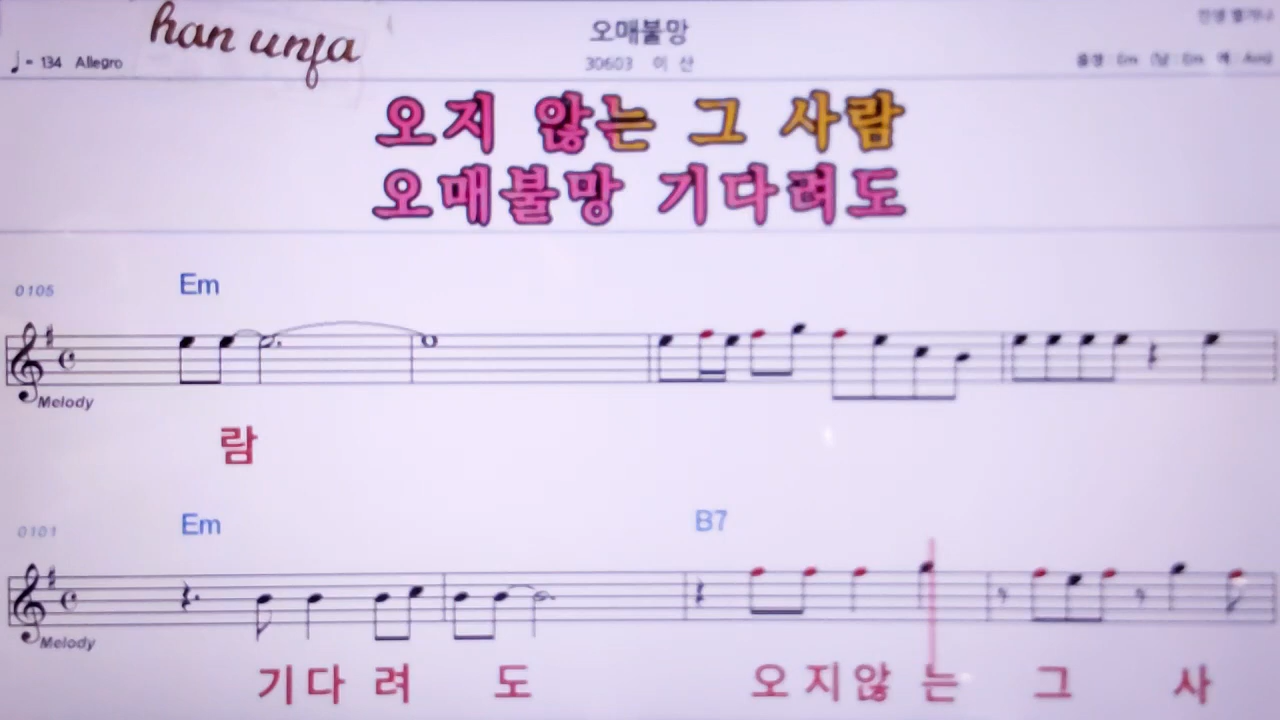 han unja
오매불망
♩= 134 Allegro
30603 이 산
오지 않는 그 사람
오매불망 기다려도
0105
Em
Melody
람
0101
Em B7
Melody
기다 려 도 오지않 는 그 사